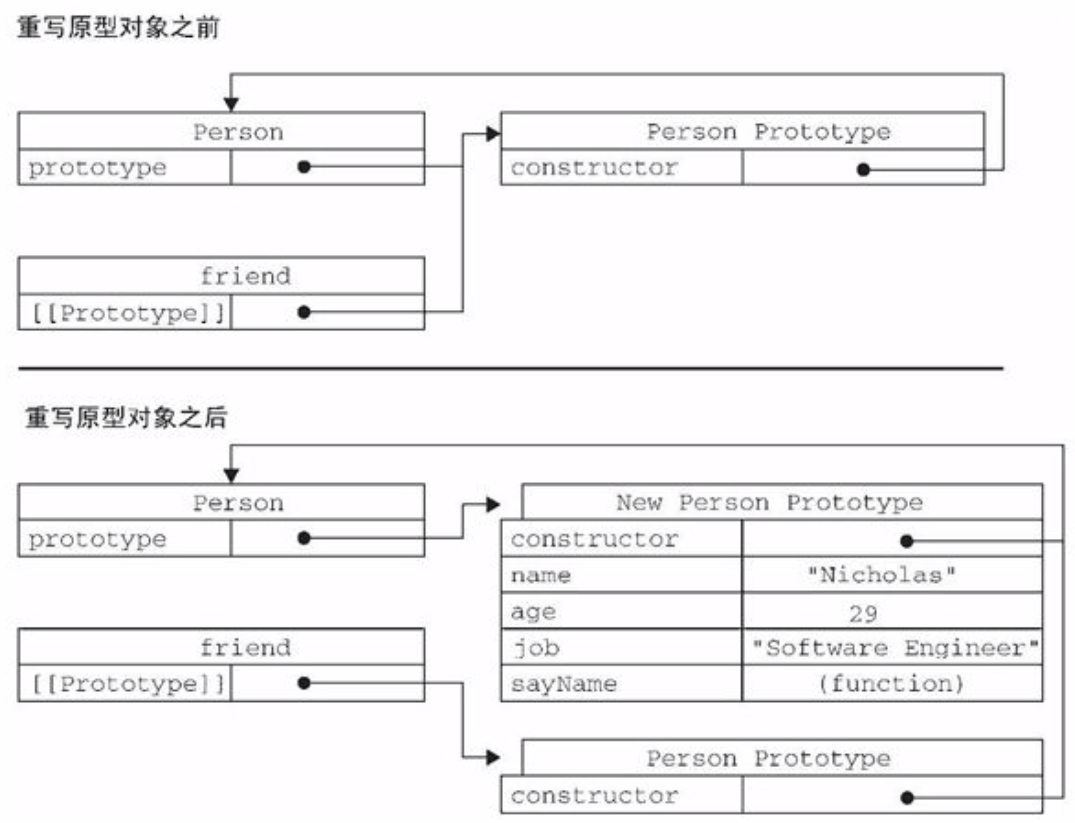 重写原型对象之前
Person
prototype
Person Prototype
constructor
friend
[[Prototype]]
重写原型对象之后
Person
prototype
New Person Prototype
constructor
name "Nicholas"
age 29
job "Software Engineer"
sayName (function)
friend
[[Prototype]]
Person Prototype
constructor